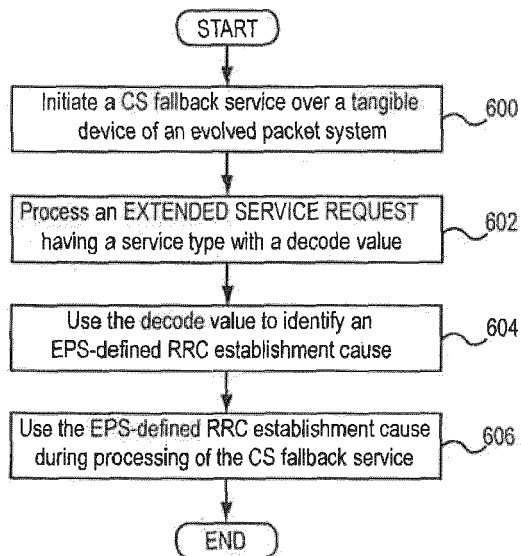 START
Initiate a CS fallback service over a tangible
device of an evolved packet system
600
Process an EXTENDED SERVICE REQUEST
having a service type with a decode value
602
Use the decode value to identify an
EPS-defined RRC establishment cause
604
Use the EPS-defined RRC establishment cause
during processing of the CS fallback service
606
END